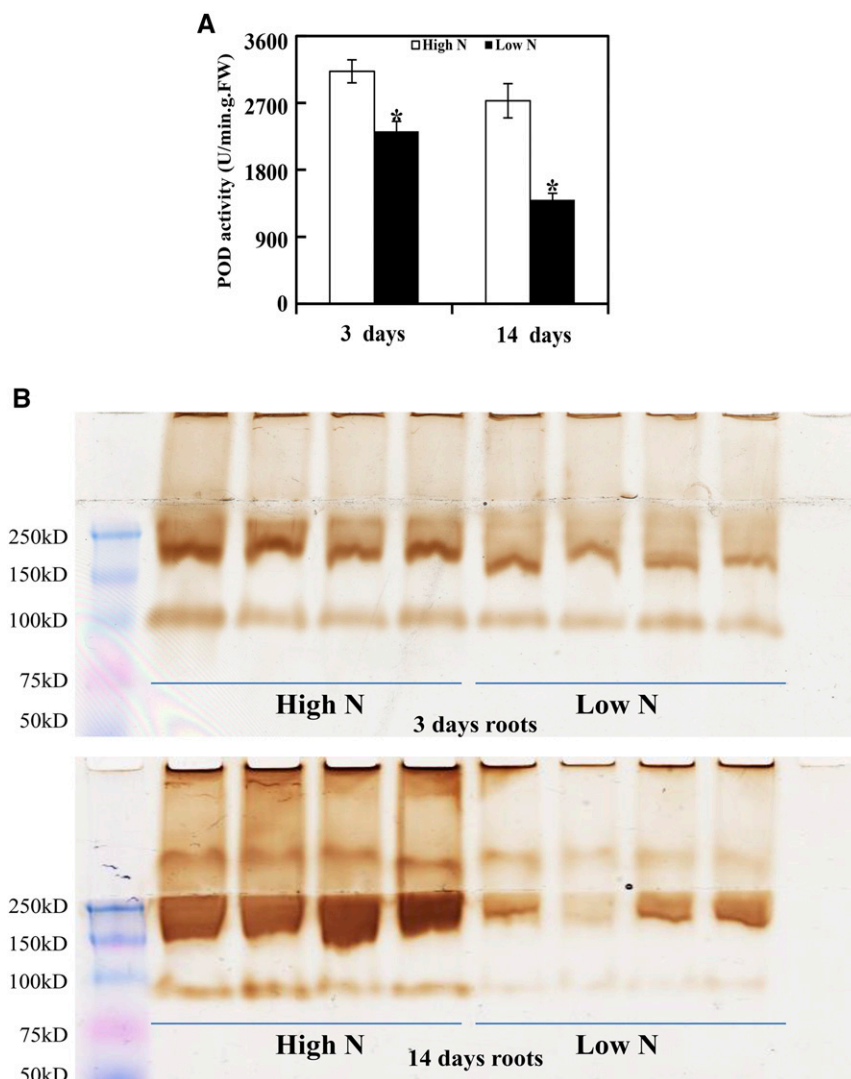 A
High N Low N
POD activity (U/min.g.FW)
3600
2700
1800
900
0
3 days 14 days
B
250kD
150kD
100kD
75kD
50kD
High N Low N
3 days roots
250kD
150kD
100kD
75kD
50kD
High N Low N
14 days roots